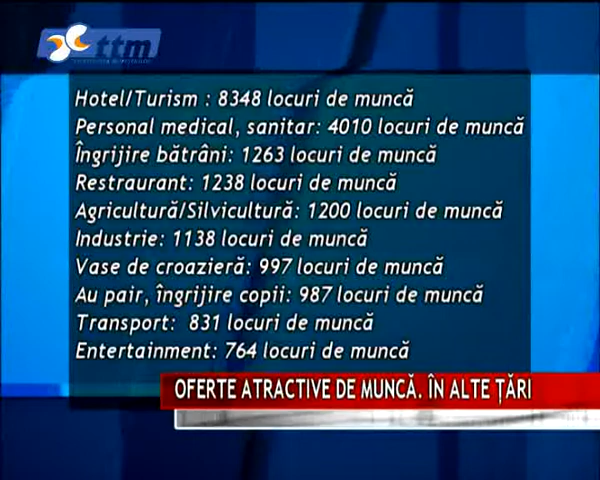 ttm
Hotel/Turism : 8348 locuri de muncă
Personal medical, sanitar: 4010 locuri de muncă
Îngrijire bătrâni: 1263 locuri de muncă
Restraurant: 1238 locuri de muncă
Agricultură/Silvicultură: 1200 locuri de muncă
Industrie: 1138 locuri de muncă
Vase de croazieră: 997 locuri de muncă
Au pair, îngrijire copii: 987 locuri de muncă
Transport: 831 locuri de muncă
Entertainment: 764 locuri de muncă
OFERTE ATRACTIVE DE MUNCĂ. ÎN ALTE ȚĂRI